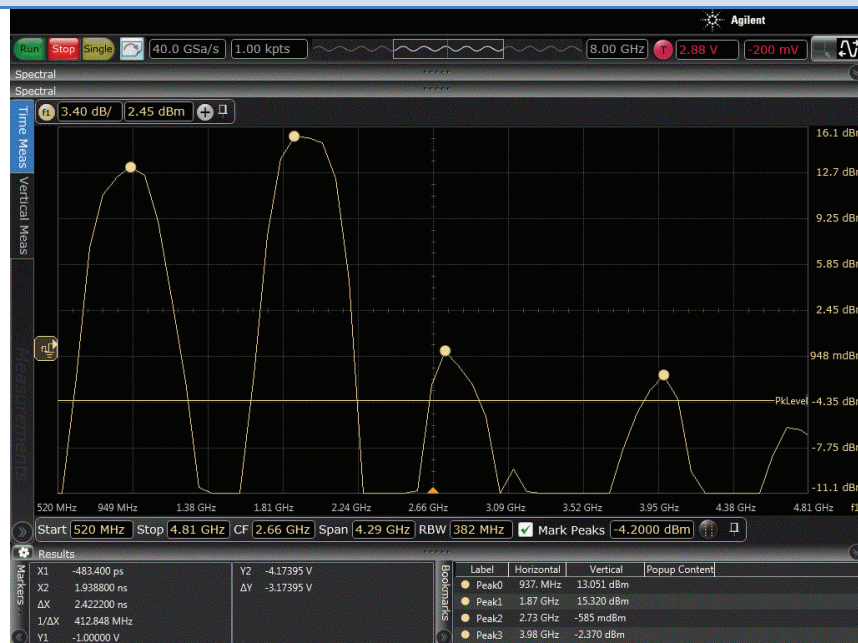 Agilent
Run Stop Single 40.0 GSa/s 1.00 kpts 8.00 GHz T 2.88 V -200 mV
Spectral
Spectral
f1 3.40 dB/ 2.45 dBm
Time Meas
Vertical Meas
Measurements
16.1 dBm
12.7 dBm
9.25 dBm
5.85 dBm
2.45 dBm
948 mdBm
PkLevel -4.35 dBm
-7.75 dBm
-11.1 dBm
520 MHz 949 MHz 1.38 GHz 1.81 GHz 2.24 GHz 2.66 GHz 3.09 GHz 3.52 GHz 3.95 GHz 4.38 GHz 4.81 GHz f1
Start 520 MHz Stop 4.81 GHz CF 2.66 GHz Span 4.29 GHz RBW 382 MHz Mark Peaks -4.2000 dBm
Results
Markers
X1 -483.400 ps Y2 -4.17395 V
X2 1.938800 ns ΔY -3.17395 V
ΔX 2.422200 ns
1/ΔX 412.848 MHz
Y1 -1.00000 V
Bookmarks
Label Horizontal Vertical Popup Content
Peak0 937. MHz 13.051 dBm
Peak1 1.87 GHz 15.320 dBm
Peak2 2.73 GHz -585 mdBm
Peak3 3.98 GHz -2.370 dBm